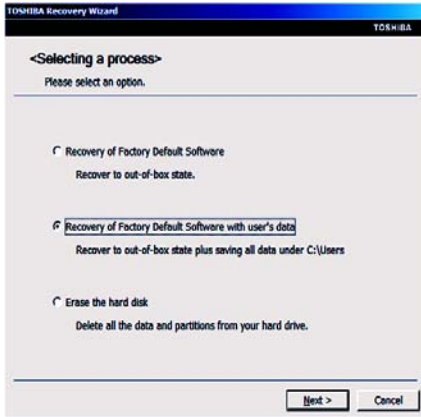 TOSHIBA Recovery Wizard
TOSHIBA
<Selecting a process>
Please select an option.
Recovery of Factory Default Software
Recover to out-of-box state.
Recovery of Factory Default Software with user's data
Recover to out-of-box state plus saving all data under C:\Users
Erase the hard disk
Delete all the data and partitions from your hard drive.
Next > Cancel